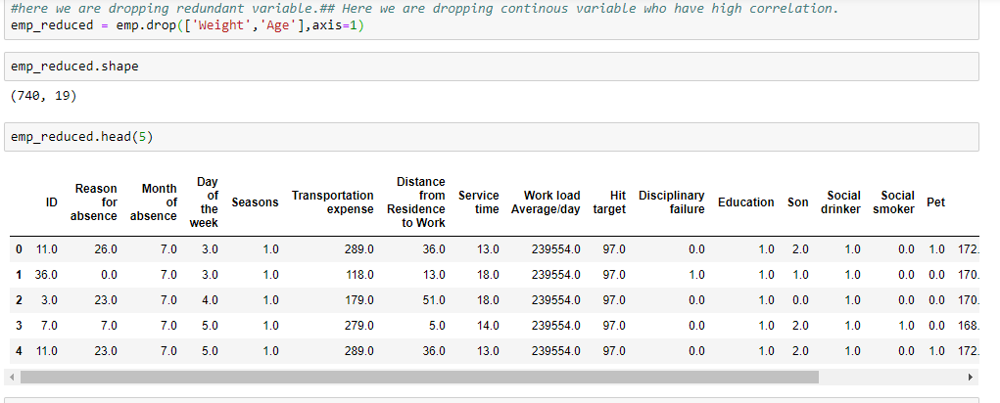 #here we are dropping redundant variable.## Here we are dropping continous variable who have high correlation.
emp_reduced = emp.drop(['Weight','Age'],axis=1)
emp_reduced.shape
(740, 19)
emp_reduced.head(5)
ID Reason for absence Month of absence Day of the week Seasons Transportation expense Distance from Residence to Work Service time Work load Average/day Hit target Disciplinary failure Education Son Social drinker Social smoker Pet
0 11.0 26.0 7.0 3.0 1.0 289.0 36.0 13.0 239554.0 97.0 0.0 1.0 2.0 1.0 0.0 1.0 172.
1 36.0 0.0 7.0 3.0 1.0 118.0 13.0 18.0 239554.0 97.0 1.0 1.0 1.0 1.0 0.0 0.0 170.
2 3.0 23.0 7.0 4.0 1.0 179.0 51.0 18.0 239554.0 97.0 0.0 1.0 0.0 1.0 0.0 0.0 170.
3 7.0 7.0 7.0 5.0 1.0 279.0 5.0 14.0 239554.0 97.0 0.0 1.0 2.0 1.0 1.0 0.0 168.
4 11.0 23.0 7.0 5.0 1.0 289.0 36.0 13.0 239554.0 97.0 0.0 1.0 2.0 1.0 0.0 1.0 172.